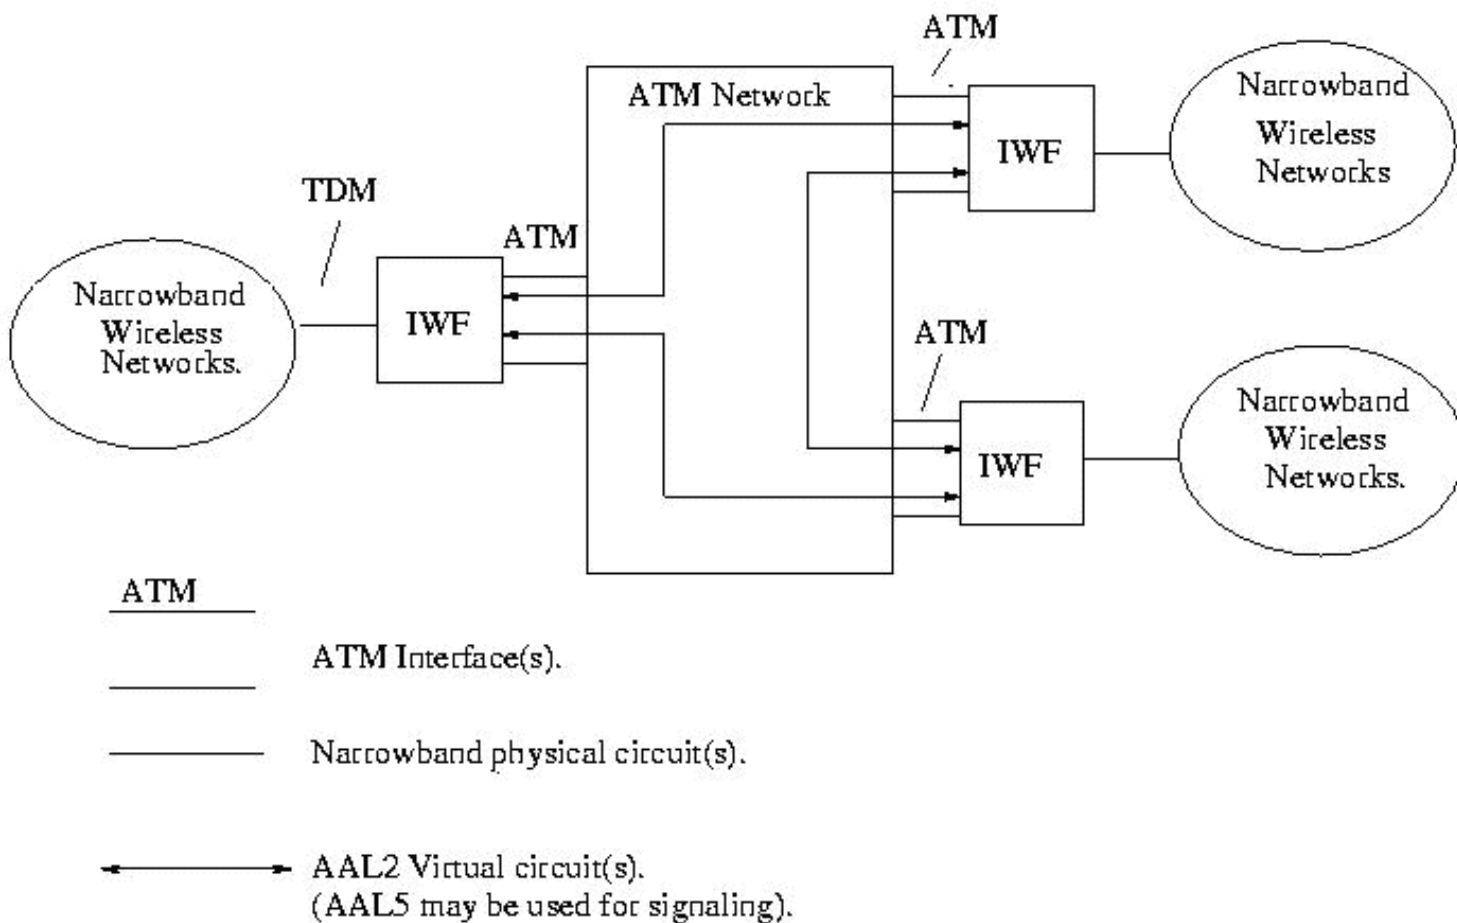 ATM
ATM Network
Narrowband
Wireless
Networks
IWF
TDM
ATM
Narrowband
Wireless
Networks.
IWF
ATM
Narrowband
Wireless
Networks.
IWF
ATM
ATM Interface(s).
Narrowband physical circuit(s).
AAL2 Virtual circuit(s).
(AAL5 may be used for signaling).